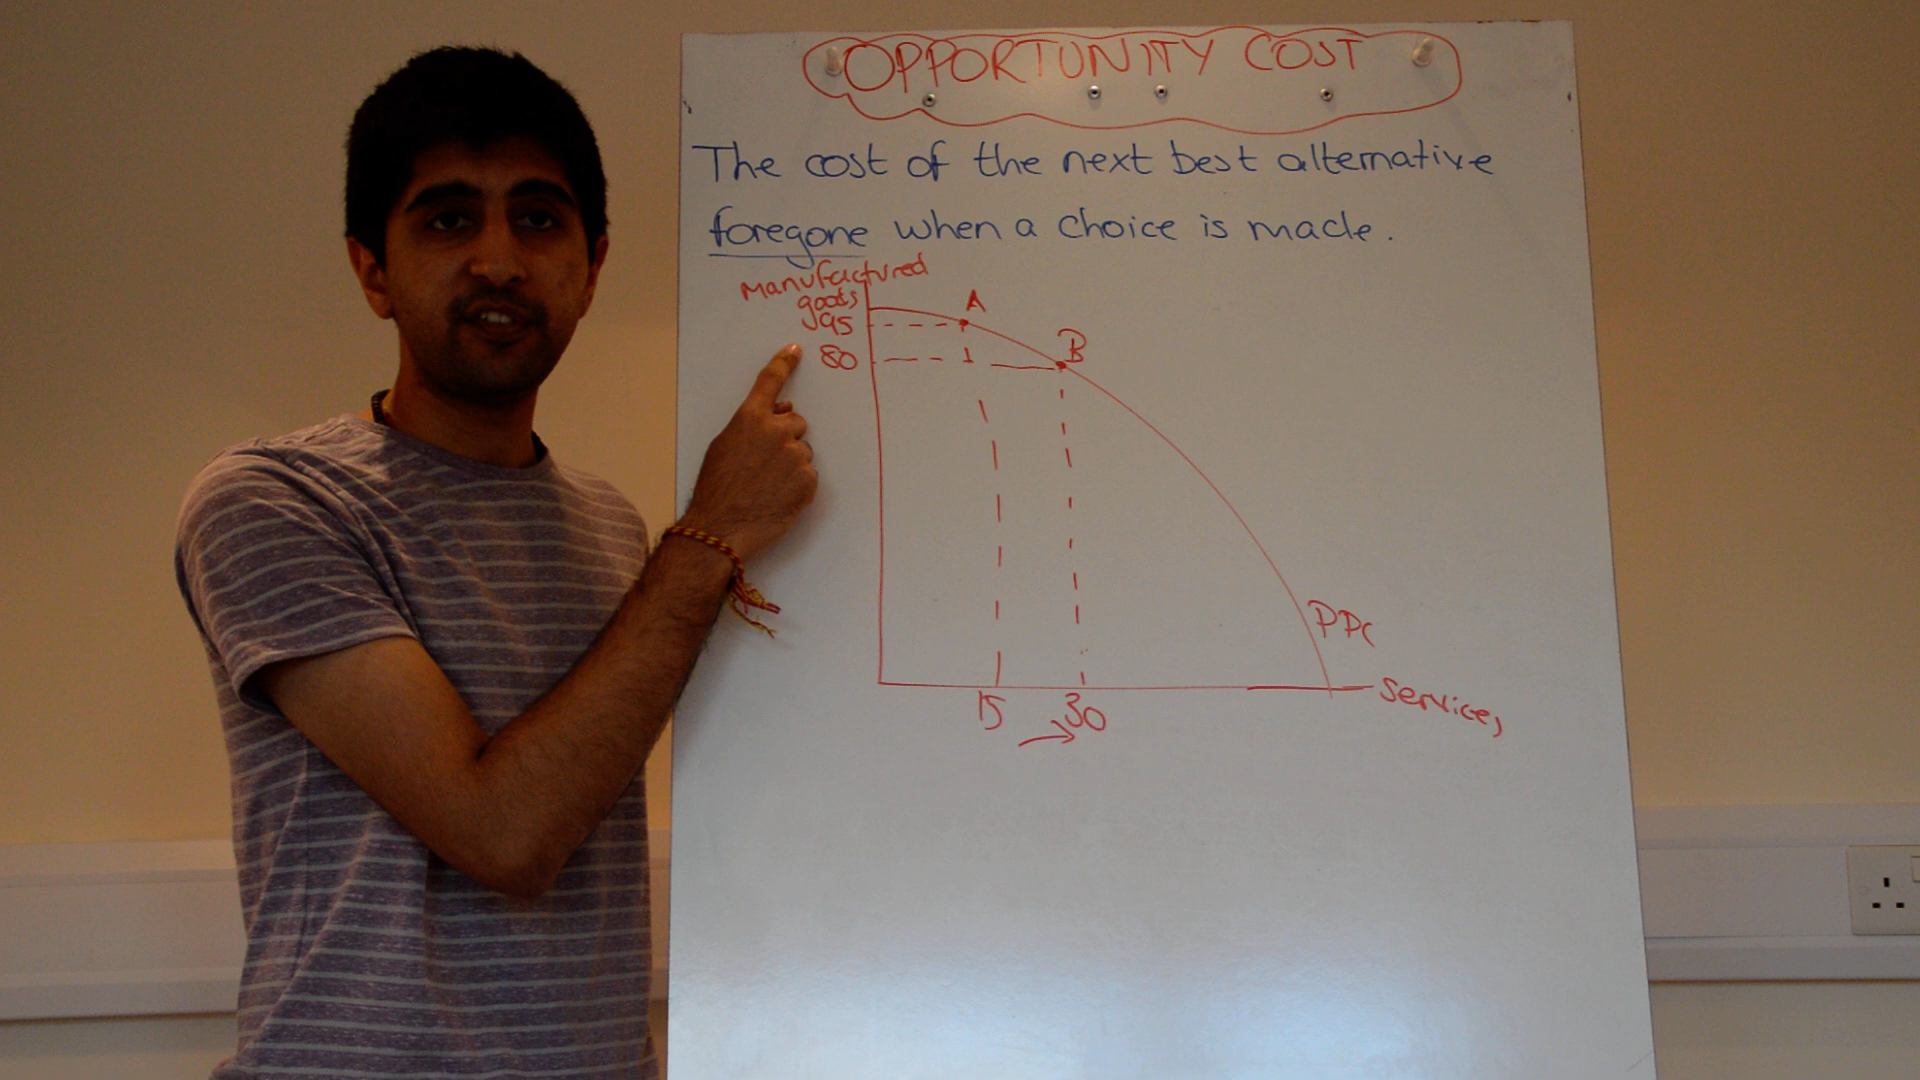 OPPORTUNITY COST
The cost of the next best alternative
foregone when a choice is made.
Manufactured
goods
95
80
A
B
PPC
15
30
Services